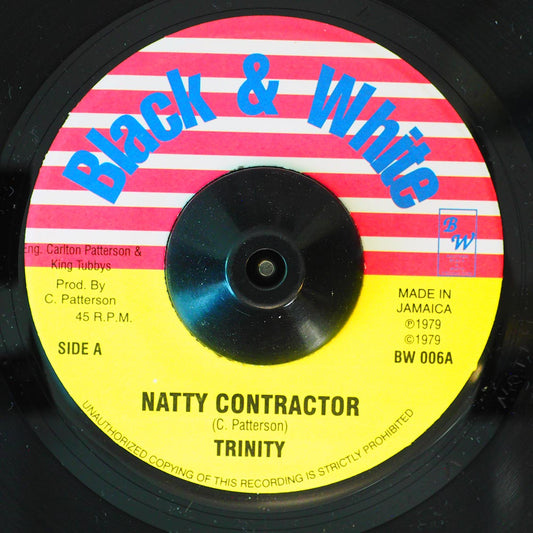 Black & White
BW
Eng. Carlton Patterson &
King Tubbys
Prod. By
C. Patterson
45 R.P.M.
SIDE A
MADE IN
JAMAICA
℗1979
©1979
BW 006A
NATTY CONTRACTOR
(C. Patterson)
TRINITY
UNAUTHORIZED COPYING OF THIS RECORDING IS STRICTLY PROHIBITED